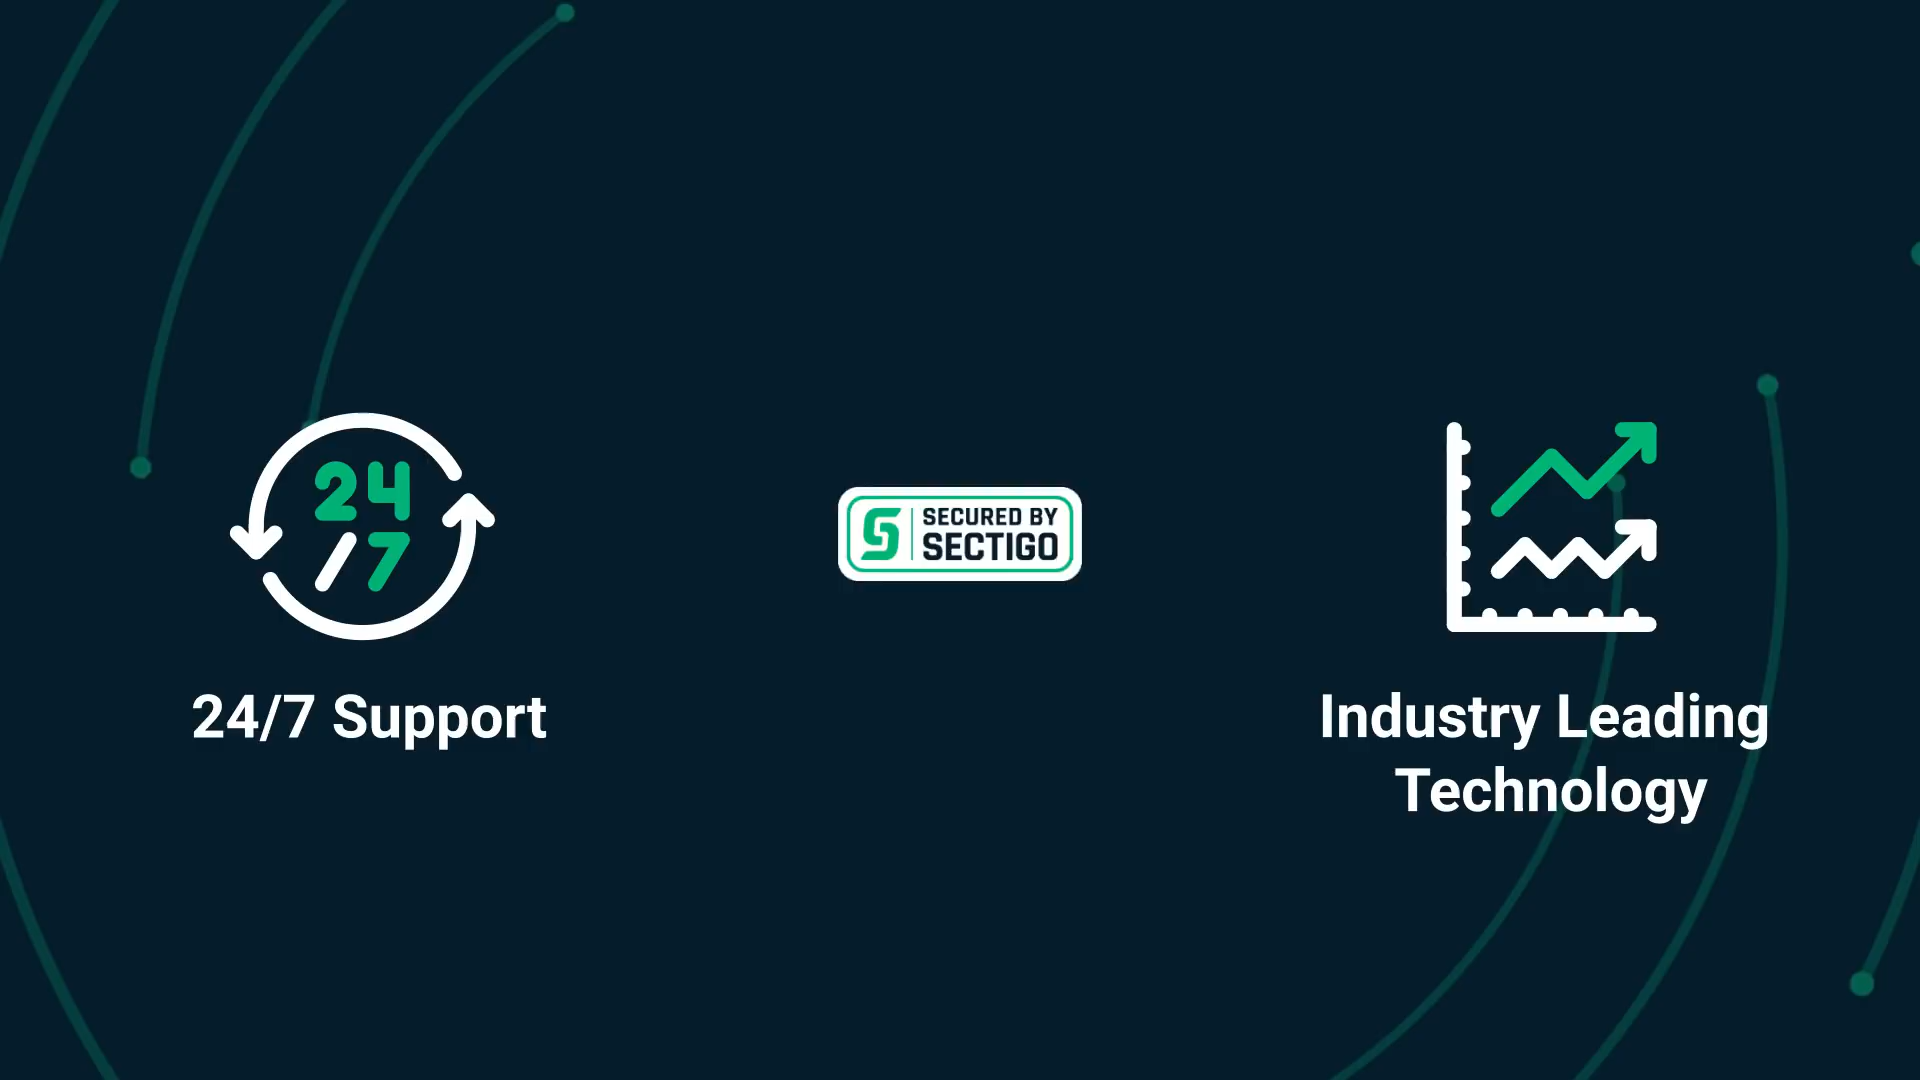 24
/7
24/7 Support
SECURED BY
SECTIGO
Industry Leading
Technology